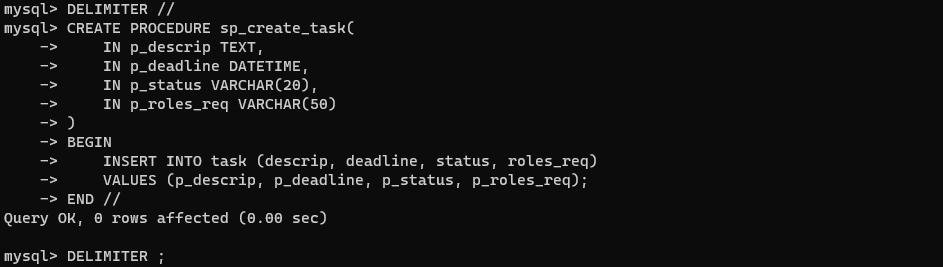 mysql> DELIMITER //
mysql> CREATE PROCEDURE sp_create_task(
    ->     IN p_descrip TEXT,
    ->     IN p_deadline DATETIME,
    ->     IN p_status VARCHAR(20),
    ->     IN p_roles_req VARCHAR(50)
    -> )
    -> BEGIN
    ->     INSERT INTO task (descrip, deadline, status, roles_req)
    ->     VALUES (p_descrip, p_deadline, p_status, p_roles_req);
    -> END //
Query OK, 0 rows affected (0.00 sec)

mysql> DELIMITER ;